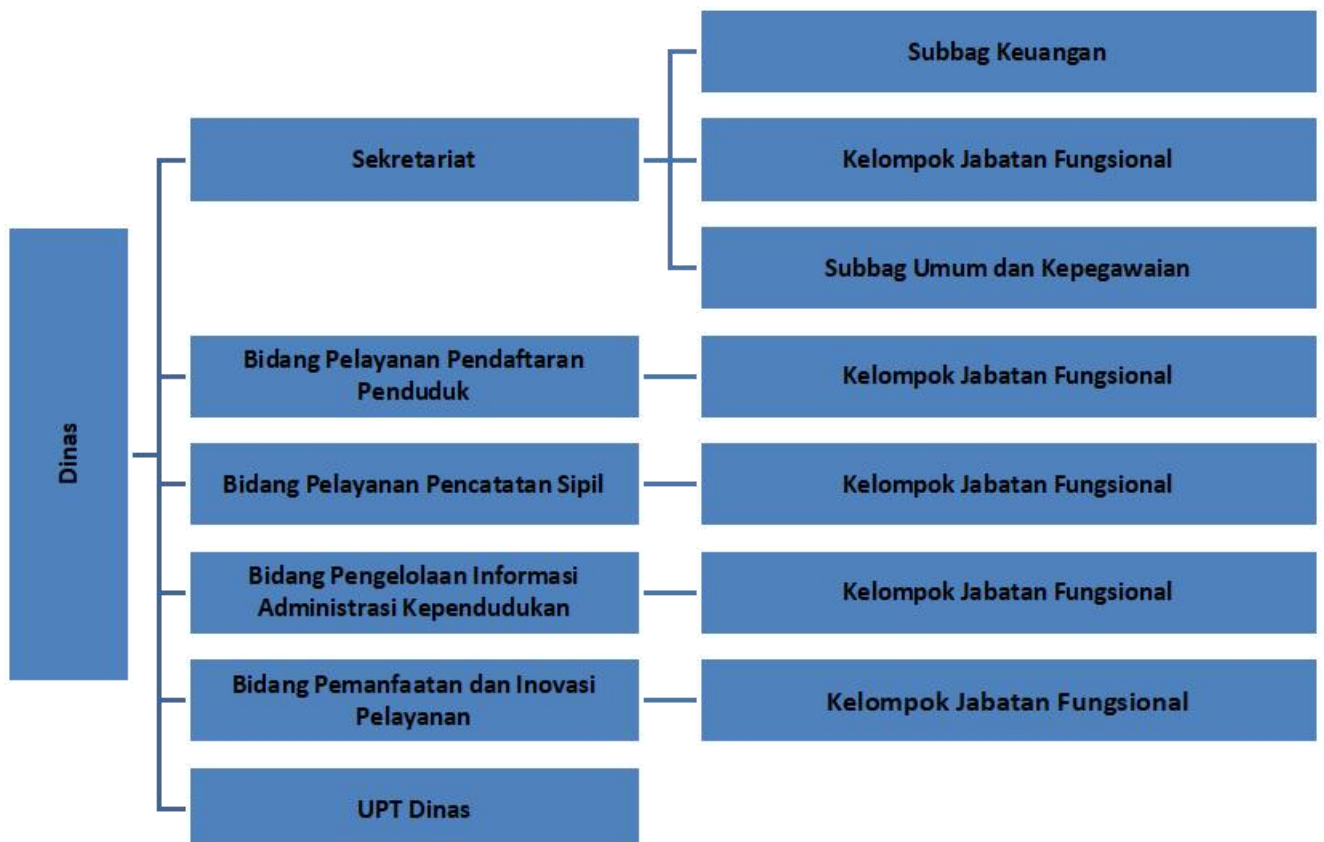 Dinas
Sekretariat
Subbag Keuangan
Kelompok Jabatan Fungsional
Subbag Umum dan Kepegawaian
Bidang Pelayanan Pendaftaran
Penduduk
Kelompok Jabatan Fungsional
Bidang Pelayanan Pencatatan Sipil
Kelompok Jabatan Fungsional
Bidang Pengelolaan Informasi
Administrasi Kependudukan
Kelompok Jabatan Fungsional
Bidang Pemanfaatan dan Inovasi
Pelayanan
Kelompok Jabatan Fungsional
UPT Dinas